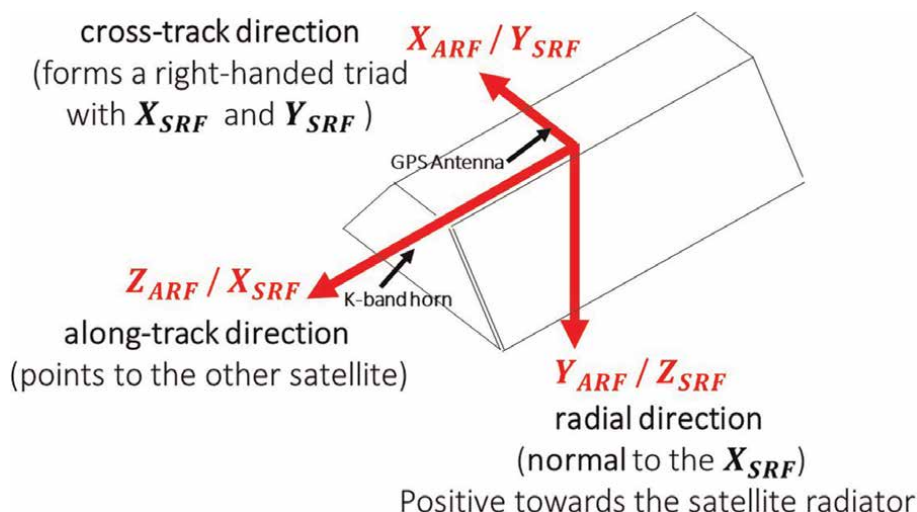 cross-track direction
(forms a right-handed triad
with X_SRF and Y_SRF )
X_ARF / Y_SRF
GPS Antenna
Z_ARF / X_SRF
K-band horn
along-track direction
(points to the other satellite)
Y_ARF / Z_SRF
radial direction
(normal to the X_SRF)
Positive towards the satellite radiator